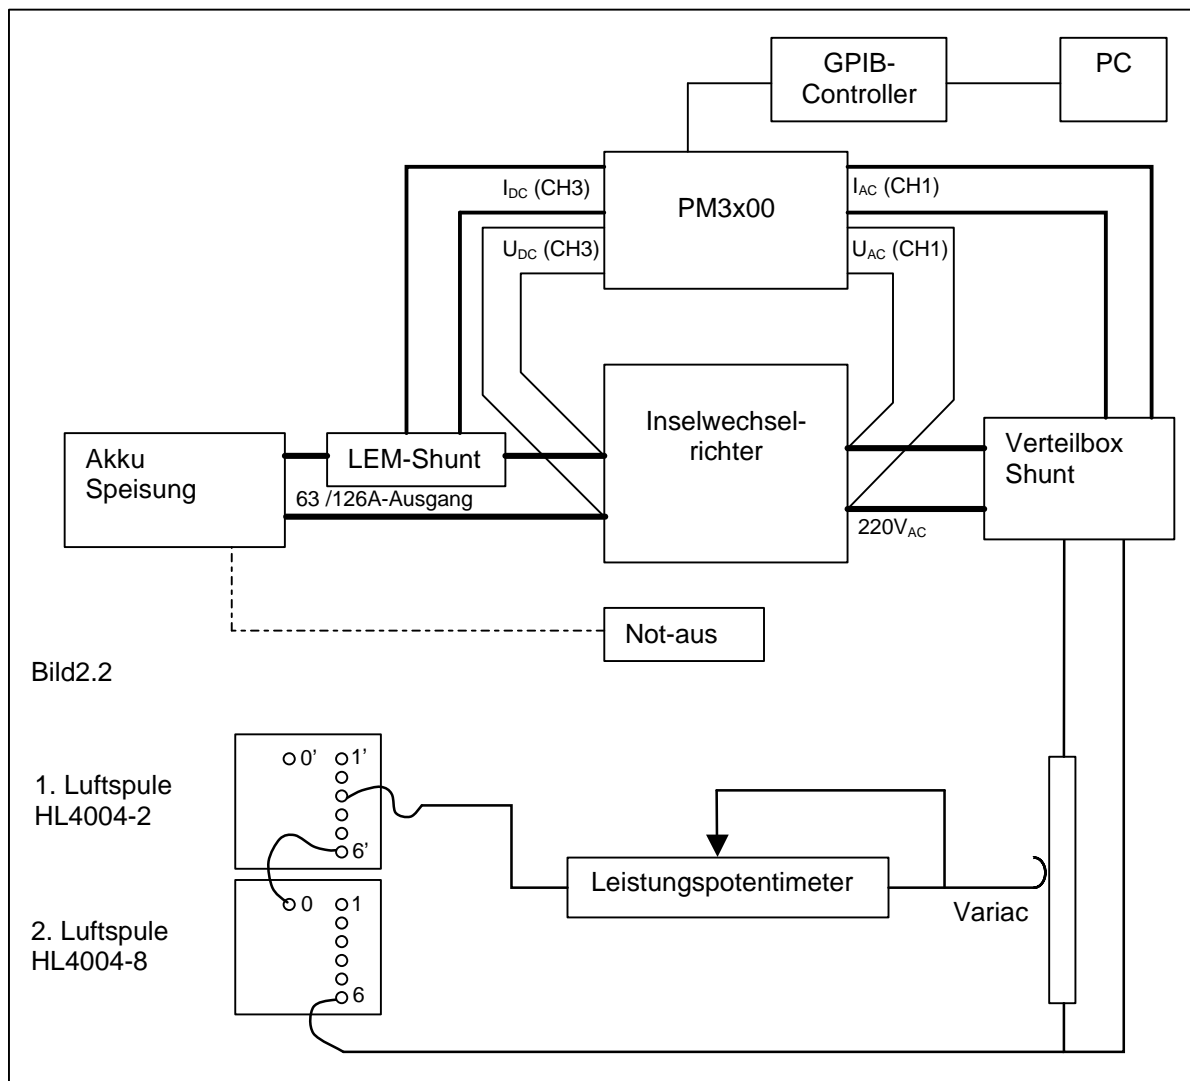 GPIB-
Controller
PC
PM3x00
I_DC (CH3)
I_AC (CH1)
U_DC (CH3)
U_AC (CH1)
Inselwechsel-
richter
Akku
Speisung
LEM-Shunt
63 /126A-Ausgang
220V_AC
Verteilbox
Shunt
Not-aus
Bild2.2
1. Luftspule
HL4004-2
0'
1'
6'
Leistungspotentimeter
Variac
2. Luftspule
HL4004-8
0
1
6